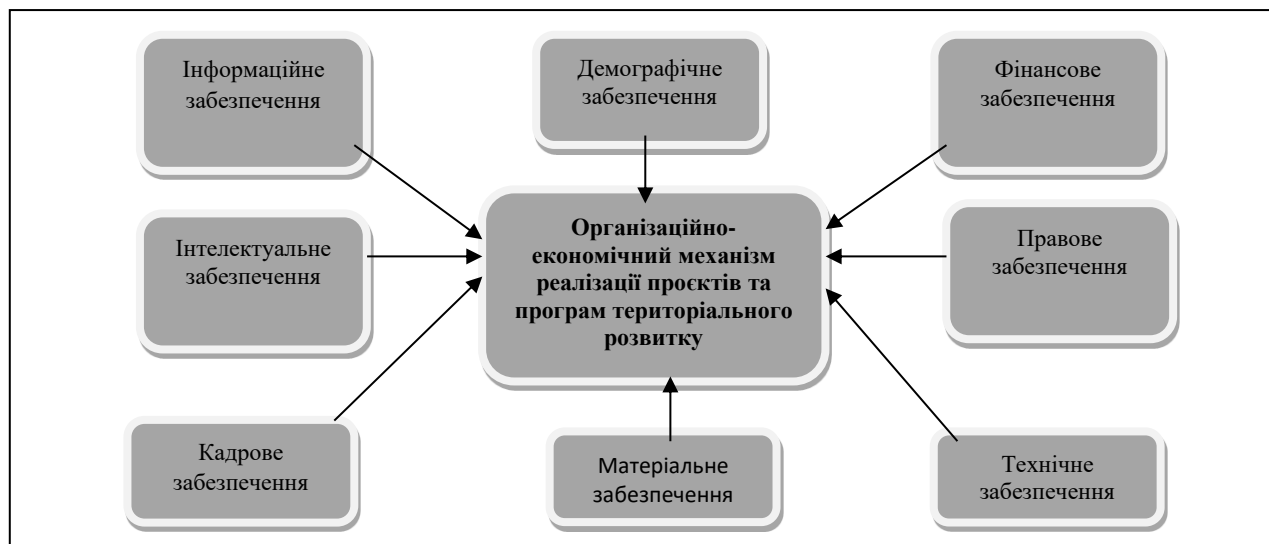 Інформаційне
забезпечення
Демографічне
забезпечення
Фінансове
забезпечення
Інтелектуальне
забезпечення
Організаційно-
економічний механізм
реалізації проєктів та
програм територіального
розвитку
Правове
забезпечення
Кадрове
забезпечення
Матеріальне
забезпечення
Технічне
забезпечення